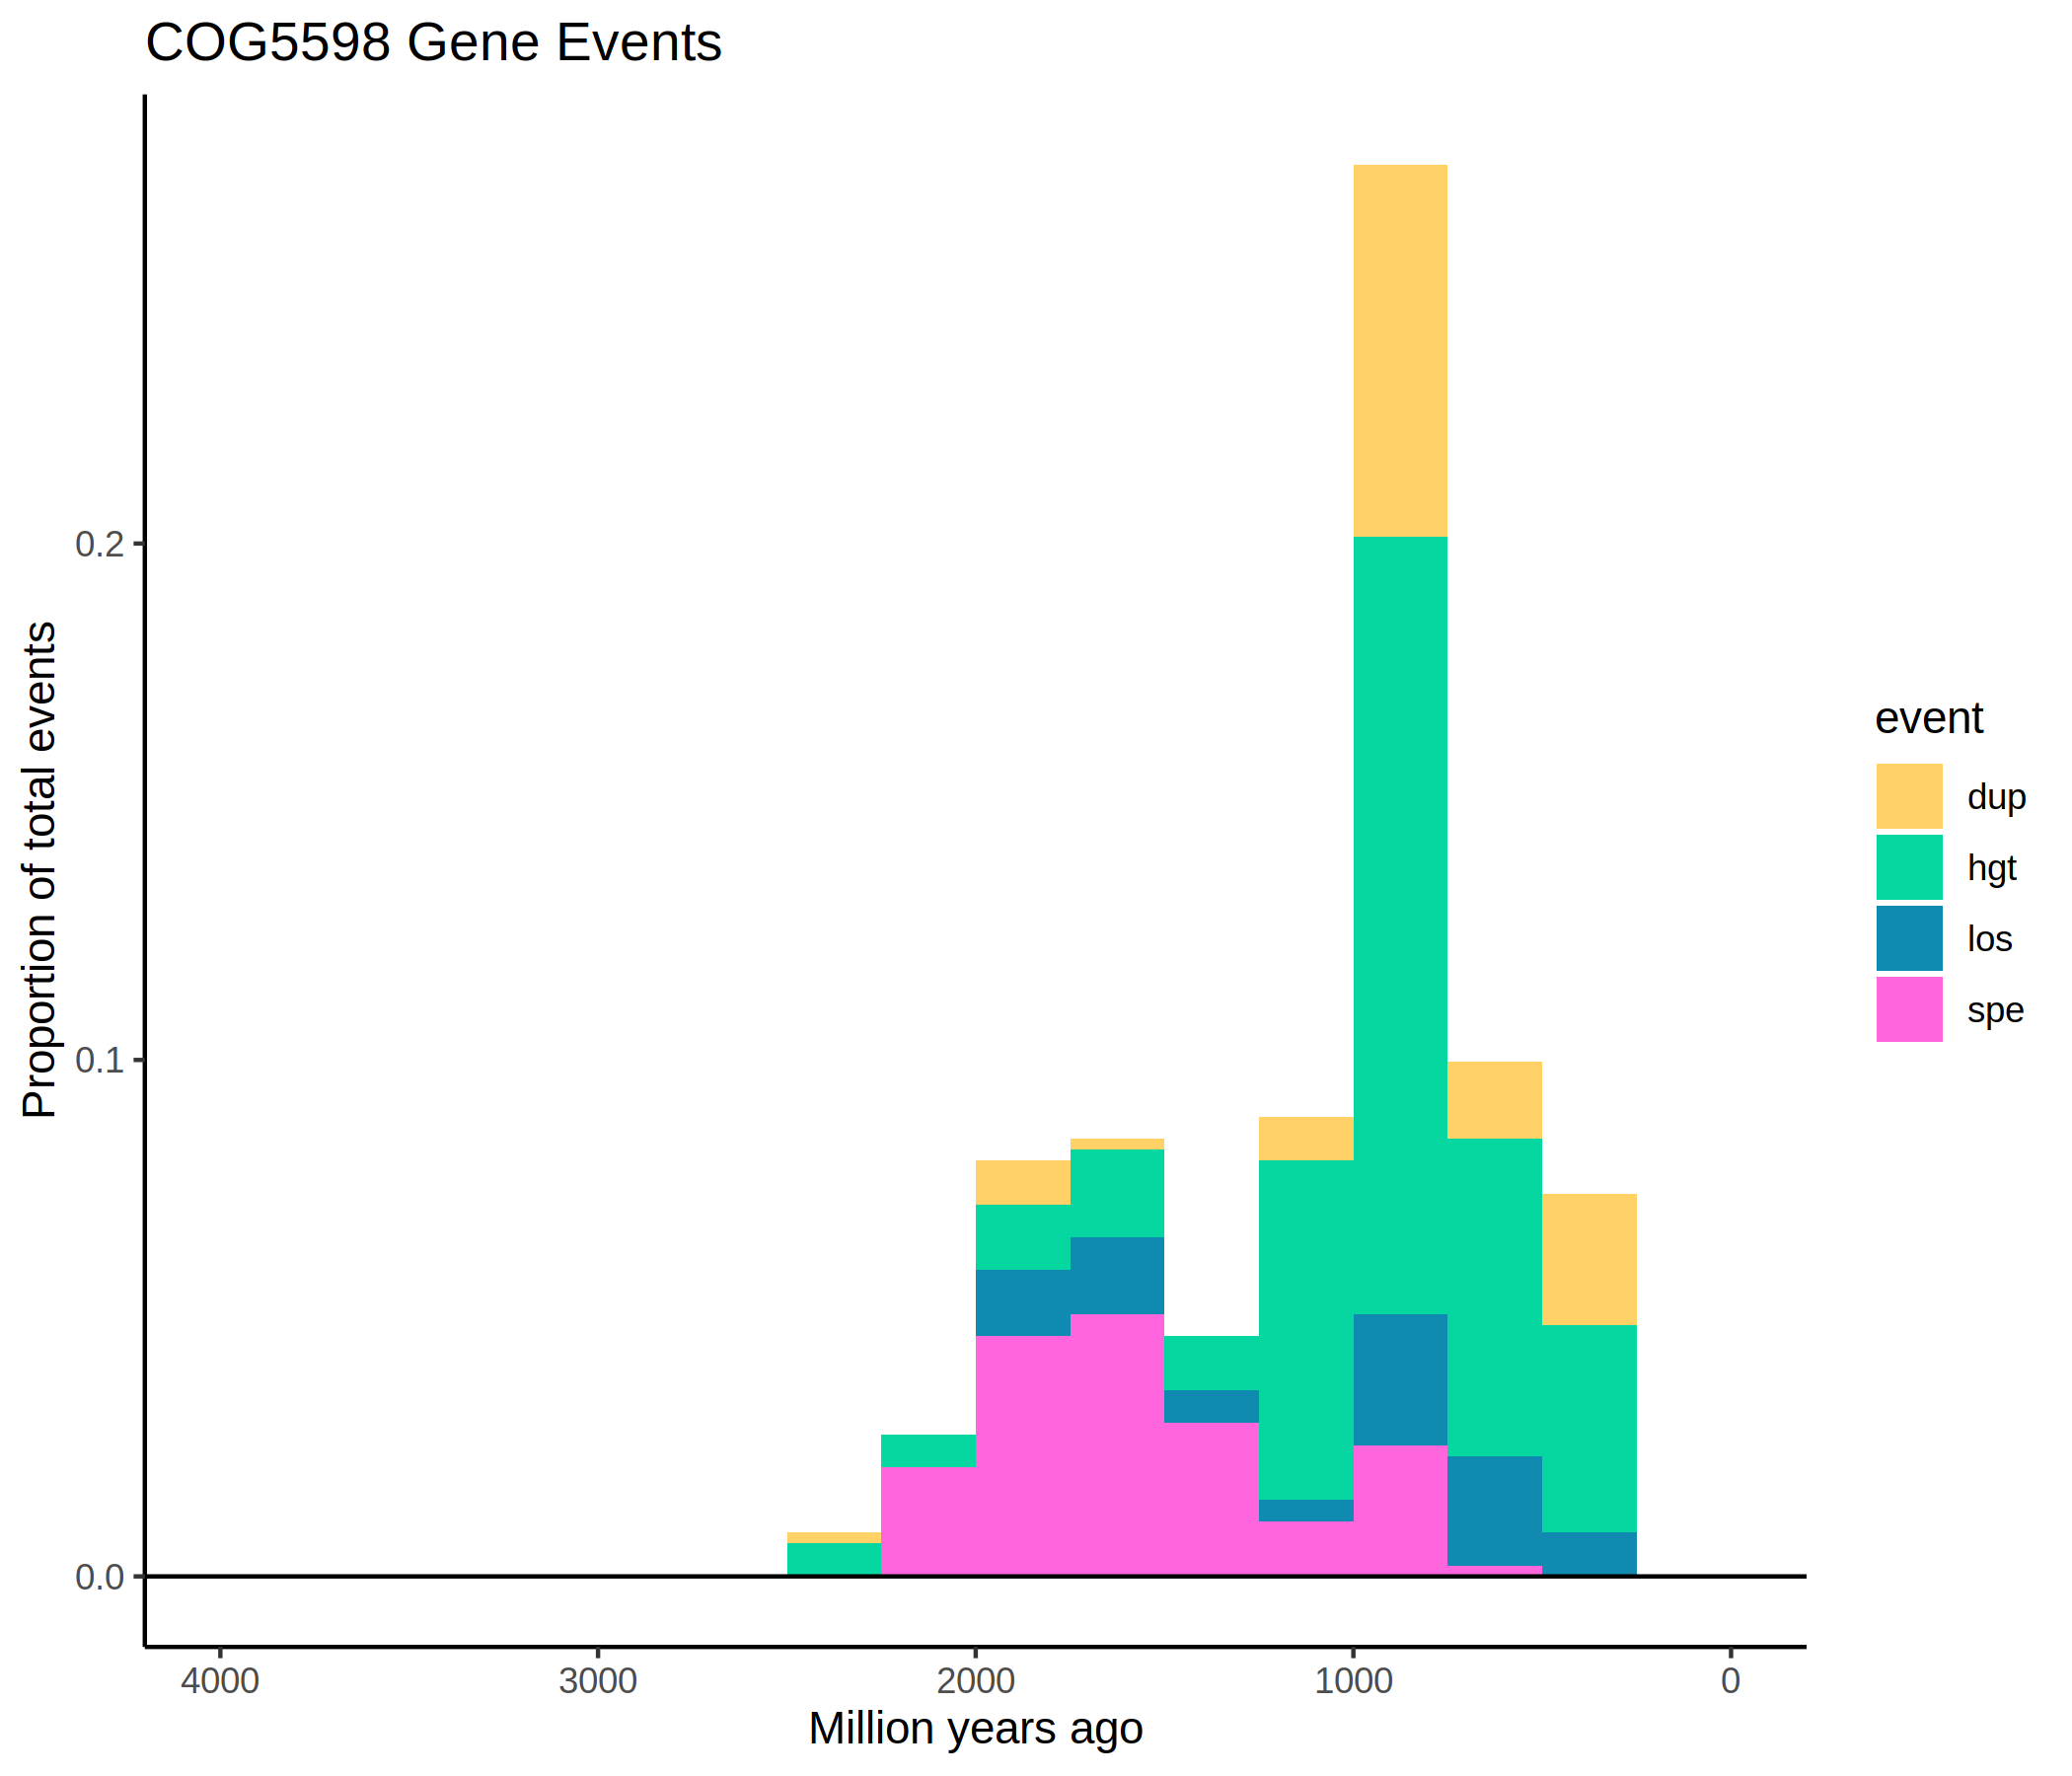 COG5598 Gene Events
Proportion of total events
0.2
0.1
0.0
4000 3000 2000 1000 0
Million years ago
event
dup
hgt
los
spe